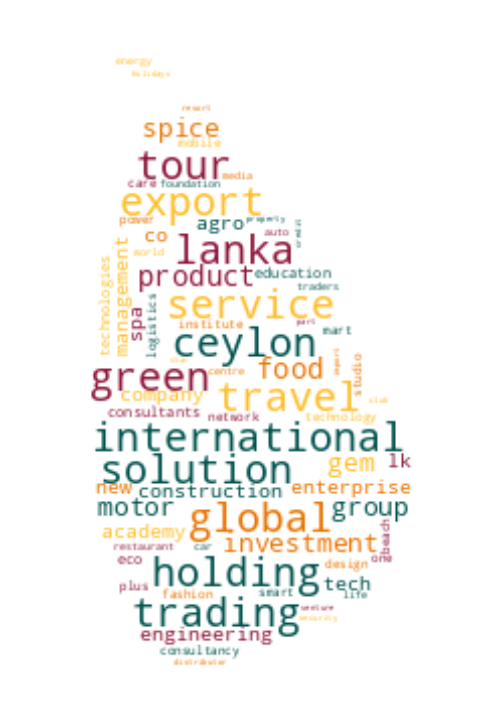 energy
holidays
resort
spice
mobile
tour
media
care foundation
export
power agro property
co auto credit
world lanka
technologies management product education
traders
spa logistics service
institute part mart
ceylon
star import studio
green centre food
company travel club
consultants network technology
international
solution gem lk
new construction enterprise
motor global group
academy investment beach
restaurant car one
eco holding design
plus smart tech
fashion life
trading venture
security
engineering
consultancy
distributor